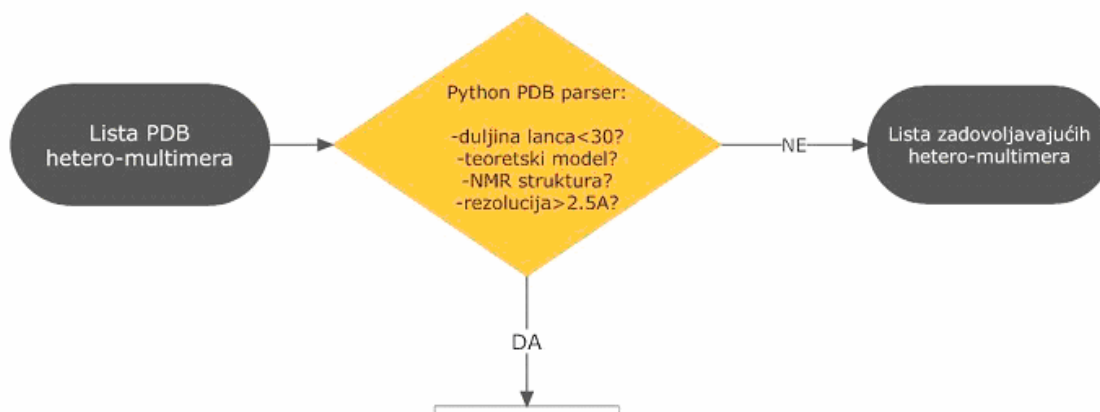 Lista PDB
hetero-multimera
Python PDB parser:
-duljina lanca<30?
-teoretski model?
-NMR struktura?
-rezolucija>2.5A?
NE
Lista zadovoljavajućih
hetero-multimera
DA